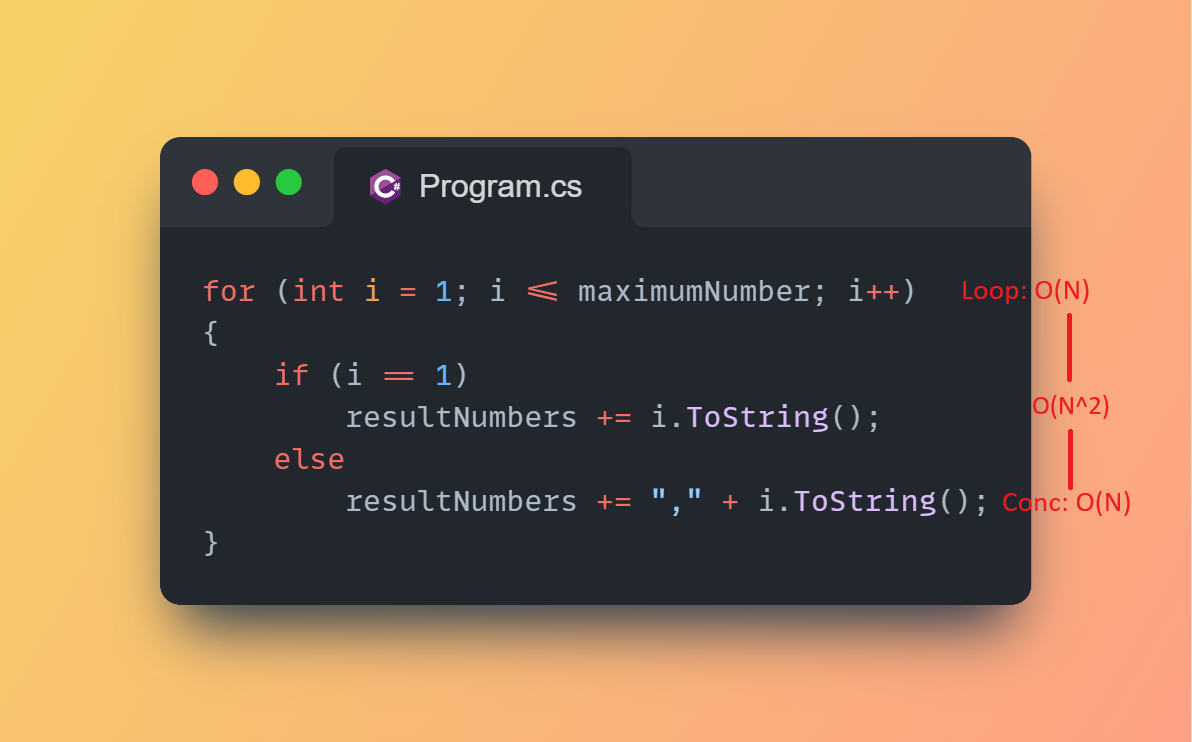 C# Program.cs
for (int i = 1; i <= maximumNumber; i++) Loop: O(N)
{
if (i == 1)
O(N^2)
resultNumbers += i.ToString();
else
resultNumbers += "," + i.ToString(); Conc: O(N)
}